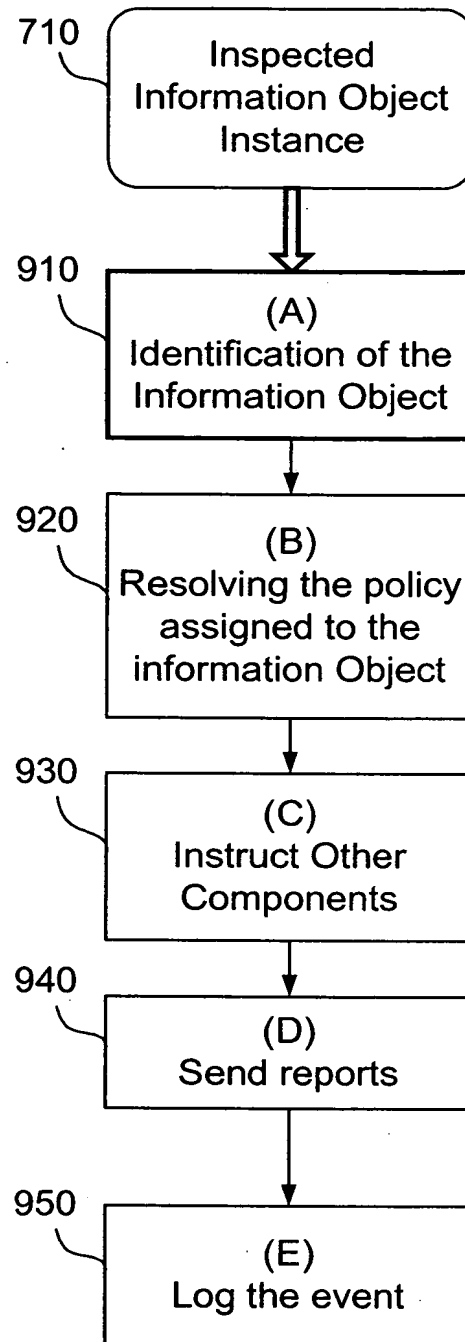 710
Inspected
Information Object
Instance
910
(A)
Identification of the
Information Object
920
(B)
Resolving the policy
assigned to the
information Object
930
(C)
Instruct Other
Components
940
(D)
Send reports
950
(E)
Log the event